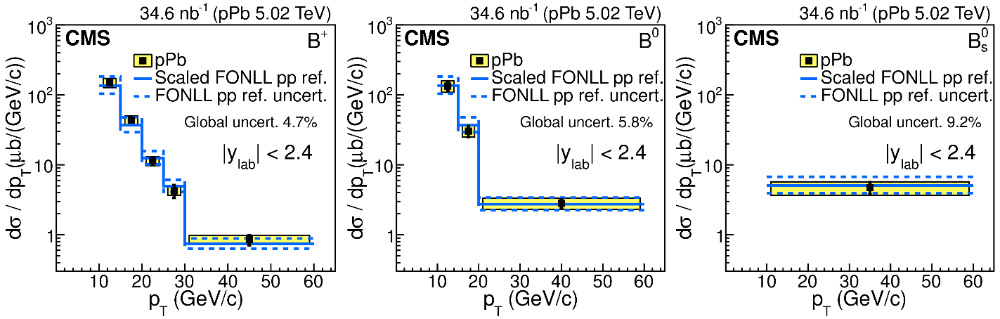 34.6 nb⁻¹ (pPb 5.02 TeV)
CMS
B⁺
pPb
Scaled FONLL pp ref.
FONLL pp ref. uncert.
Global uncert. 4.7%
|y_lab| < 2.4
dσ / dp_T(μb/(GeV/c))
10³
10²
10
1
10 20 30 40 50 60
p_T (GeV/c)
34.6 nb⁻¹ (pPb 5.02 TeV)
CMS
B⁰
pPb
Scaled FONLL pp ref.
FONLL pp ref. uncert.
Global uncert. 5.8%
|y_lab| < 2.4
dσ / dp_T(μb/(GeV/c))
10³
10²
10
1
10 20 30 40 50 60
p_T (GeV/c)
34.6 nb⁻¹ (pPb 5.02 TeV)
CMS
B⁰_s
pPb
Scaled FONLL pp ref.
FONLL pp ref. uncert.
Global uncert. 9.2%
|y_lab| < 2.4
dσ / dp_T(μb/(GeV/c))
10³
10²
10
1
10 20 30 40 50 60
p_T (GeV/c)